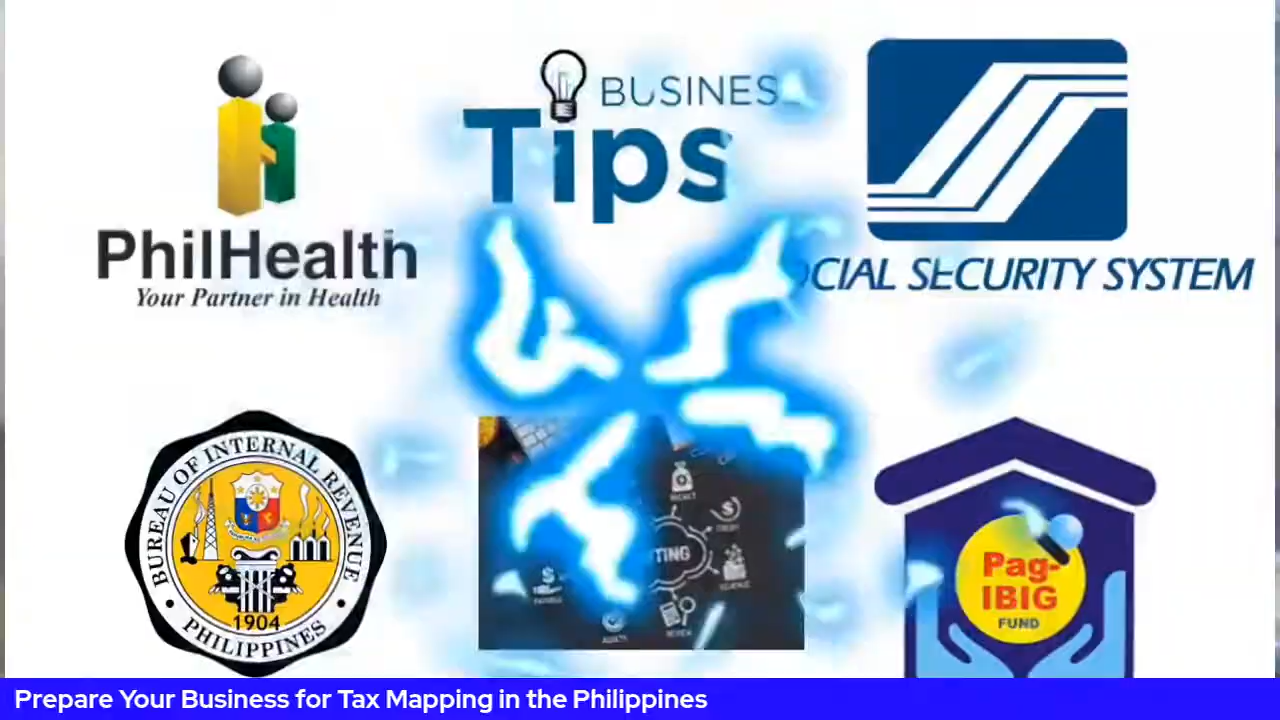 BUSINES
Tips
PhilHealth
Your Partner in Health
CIAL SECURITY SYSTEM
BUREAU OF INTERNAL REVENUE
1904
PHILIPPINES
TING
Pag-
IBIG
FUND
Prepare Your Business for Tax Mapping in the Philippines